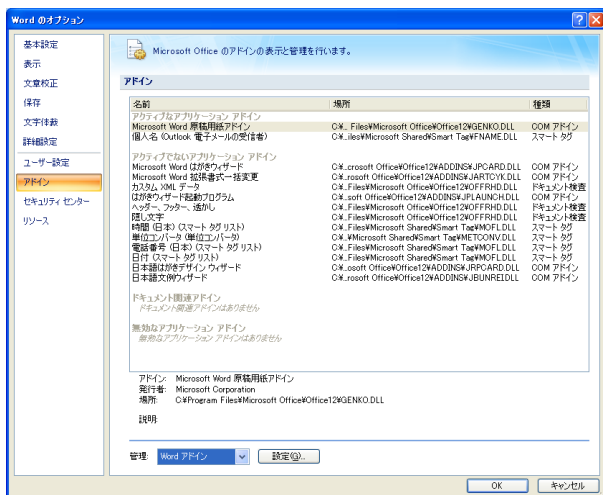 Word のオプション
基本設定
表示
文章校正
保存
文字体裁
詳細設定
ユーザー設定
アドイン
セキュリティ センター
リソース
Microsoft Office のアドインの表示と管理を行います。
アドイン
名前 場所 種類
アクティブなアプリケーション アドイン
Microsoft Word 原稿用紙アドイン C:¥... Files¥Microsoft Office¥Office12¥GENKO.DLL COM アドイン
個人名 (Outlook 電子メールの受信者) C:¥...iles¥Microsoft Shared¥Smart Tag¥FNAME.DLL スマート タグ
アクティブでないアプリケーション アドイン
Microsoft Word はがきウィザード C:¥...crosoft Office¥Office12¥ADDINS¥JPCARD.DLL COM アドイン
Microsoft Word 拡張書式一括変更 C:¥...rosoft Office¥Office12¥ADDINS¥JARTCYK.DLL COM アドイン
カスタム XML データ C:¥...Files¥Microsoft Office¥Office12¥OFFRHD.DLL ドキュメント検査
はがきウィザード起動プログラム C:¥...soft Office¥Office12¥ADDINS¥JPLAUNCH.DLL COM アドイン
ヘッダー、フッター、透かし C:¥...Files¥Microsoft Office¥Office12¥OFFRHD.DLL ドキュメント検査
隠し文字 C:¥...Files¥Microsoft Office¥Office12¥OFFRHD.DLL ドキュメント検査
時間 (日本) (スマート タグ リスト) C:¥...Files¥Microsoft Shared¥Smart Tag¥MOFL.DLL スマート タグ
単位コンバータ (単位コンバータ) C:¥...¥Microsoft Shared¥Smart Tag¥METCONV.DLL スマート タグ
電話番号 (日本) (スマート タグ リスト) C:¥...Files¥Microsoft Shared¥Smart Tag¥MOFL.DLL スマート タグ
日付 (スマート タグ リスト) C:¥...Files¥Microsoft Shared¥Smart Tag¥MOFL.DLL スマート タグ
日本語はがきデザイン ウィザード C:¥...osoft Office¥Office12¥ADDINS¥JRPCARD.DLL COM アドイン
日本語文例ウィザード C:¥...rosoft Office¥Office12¥ADDINS¥JBUNREI.DLL COM アドイン
ドキュメント関連アドイン
ドキュメント関連アドインはありません
無効なアプリケーション アドイン
無効なアプリケーション アドインはありません
アドイン: Microsoft Word 原稿用紙アドイン
発行者: Microsoft Corporation
場所: C:¥Program Files¥Microsoft Office¥Office12¥GENKO.DLL
説明:
管理: Word アドイン 設定(G)...
OK キャンセル